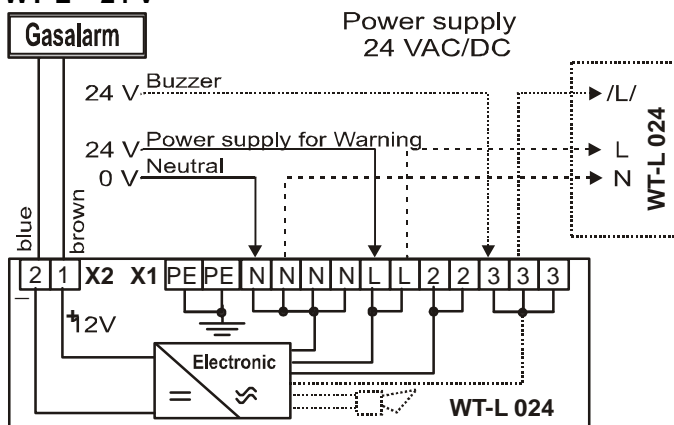 Gasalarm
Power supply
24 VAC/DC
24 V Buzzer
/L/
24 V Power supply for Warning
L
0 V Neutral
N
WT-L 024
blue
brown
2 1 X2 X1 PE PE N N N N L L 2 2 3 3 3
− +12V
Electronic
= ≈
WT-L 024